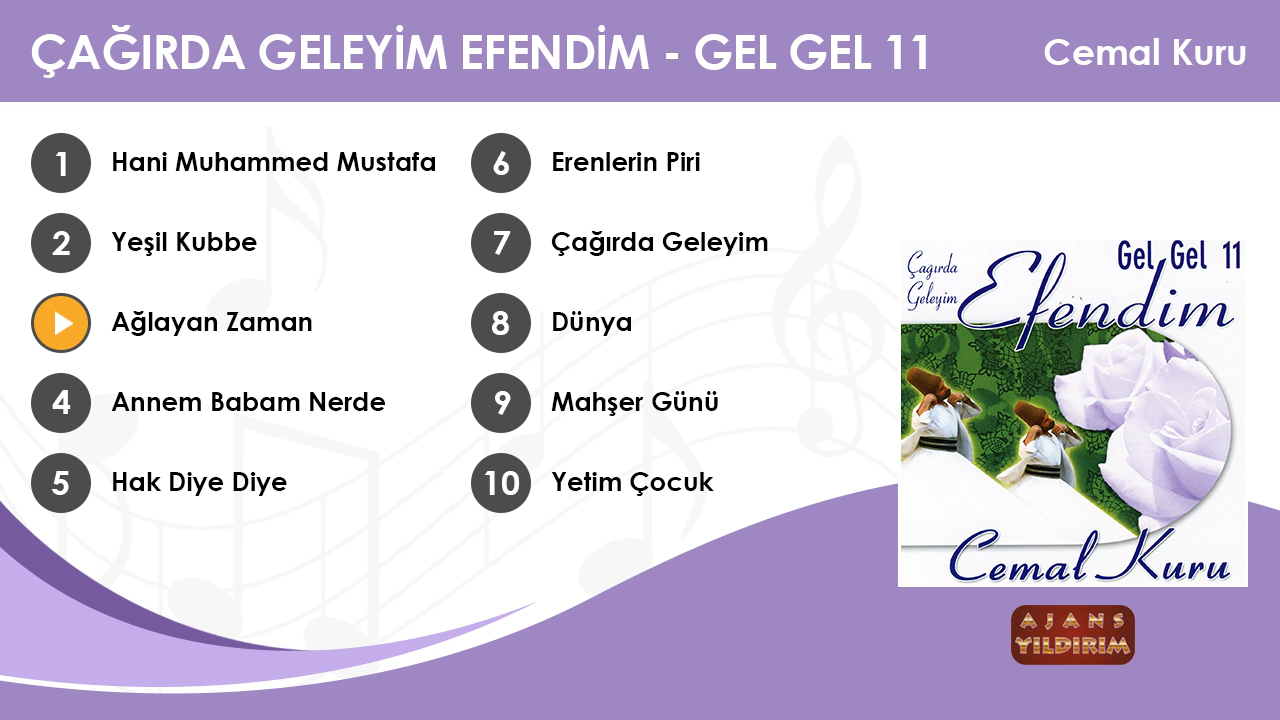 ÇAĞIRDA GELEYİM EFENDİM - GEL GEL 11
Cemal Kuru
1 Hani Muhammed Mustafa
2 Yeşil Kubbe
Ağlayan Zaman
4 Annem Babam Nerde
5 Hak Diye Diye
6 Erenlerin Piri
7 Çağırda Geleyim
8 Dünya
9 Mahşer Günü
10 Yetim Çocuk
Gel Gel 11
Çağırda
Geleyim
Efendim
Cemal Kuru
AJANS
YILDIRIM